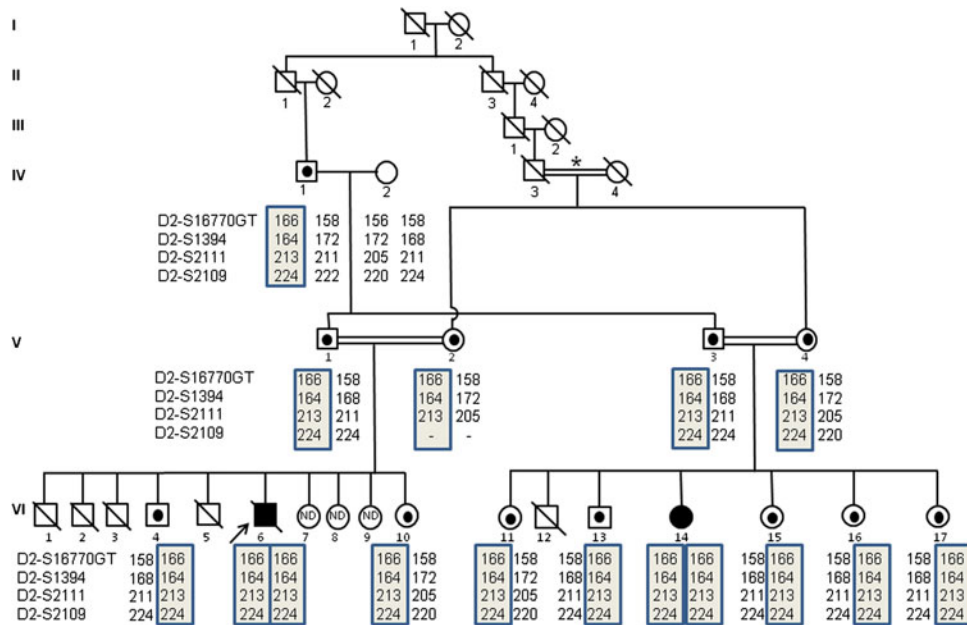 I
1 2
II
1 2 3 4
III
1 2
IV
*
1 2 3 4
D2-S16770GT 166 158 156 158
D2-S1394 164 172 172 168
D2-S2111 213 211 205 211
D2-S2109 224 222 220 224
V
1 2 3 4
D2-S16770GT 166 158 166 158 166 158 166 158
D2-S1394 164 168 164 172 164 168 164 172
D2-S2111 213 211 213 205 213 211 213 205
D2-S2109 224 224 - - 224 224 224 220
VI
ND ND ND
1 2 3 4 5 6 7 8 9 10 11 12 13 14 15 16 17
D2-S16770GT 158 166 166 166 166 158 166 158 158 166 166 166 158 166 158 166 158 166
D2-S1394 168 164 164 164 164 172 164 172 168 164 164 164 168 164 168 164 168 164
D2-S2111 211 213 213 213 213 205 213 205 211 213 213 213 211 213 211 213 211 213
D2-S2109 224 224 224 224 224 220 224 220 224 224 224 224 224 224 224 224 224 224